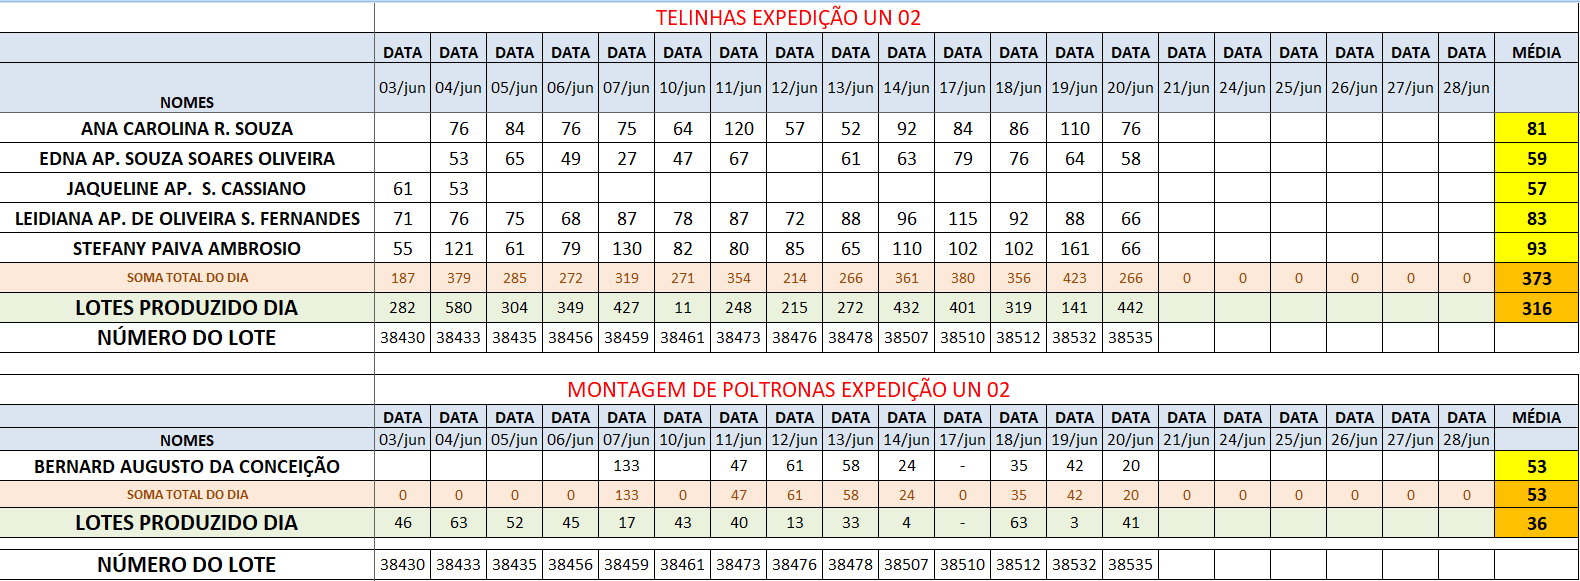 TELINHAS EXPEDIÇÃO UN 02
DATA DATA DATA DATA DATA DATA DATA DATA DATA DATA DATA DATA DATA DATA DATA DATA DATA DATA DATA DATA MÉDIA
NOMES 03/jun 04/jun 05/jun 06/jun 07/jun 10/jun 11/jun 12/jun 13/jun 14/jun 17/jun 18/jun 19/jun 20/jun 21/jun 24/jun 25/jun 26/jun 27/jun 28/jun
ANA CAROLINA R. SOUZA 76 84 76 75 64 120 57 52 92 84 86 110 76 81
EDNA AP. SOUZA SOARES OLIVEIRA 53 65 49 27 47 67 61 63 79 76 64 58 59
JAQUELINE AP. S. CASSIANO 61 53 57
LEIDIANA AP. DE OLIVEIRA S. FERNANDES 71 76 75 68 87 78 87 72 88 96 115 92 88 66 83
STEFANY PAIVA AMBROSIO 55 121 61 79 130 82 80 85 65 110 102 102 161 66 93
SOMA TOTAL DO DIA 187 379 285 272 319 271 354 214 266 361 380 356 423 266 0 0 0 0 0 0 373
LOTES PRODUZIDO DIA 282 580 304 349 427 11 248 215 272 432 401 319 141 442 316
NÚMERO DO LOTE 38430 38433 38435 38456 38459 38461 38473 38476 38478 38507 38510 38512 38532 38535
MONTAGEM DE POLTRONAS EXPEDIÇÃO UN 02
DATA DATA DATA DATA DATA DATA DATA DATA DATA DATA DATA DATA DATA DATA DATA DATA DATA DATA DATA DATA MÉDIA
NOMES 03/jun 04/jun 05/jun 06/jun 07/jun 10/jun 11/jun 12/jun 13/jun 14/jun 17/jun 18/jun 19/jun 20/jun 21/jun 24/jun 25/jun 26/jun 27/jun 28/jun
BERNARD AUGUSTO DA CONCEIÇÃO 133 47 61 58 24 - 35 42 20 53
SOMA TOTAL DO DIA 0 0 0 0 133 0 47 61 58 24 0 35 42 20 0 0 0 0 0 0 53
LOTES PRODUZIDO DIA 46 63 52 45 17 43 40 13 33 4 - 63 3 41 36
NÚMERO DO LOTE 38430 38433 38435 38456 38459 38461 38473 38476 38478 38507 38510 38512 38532 38535